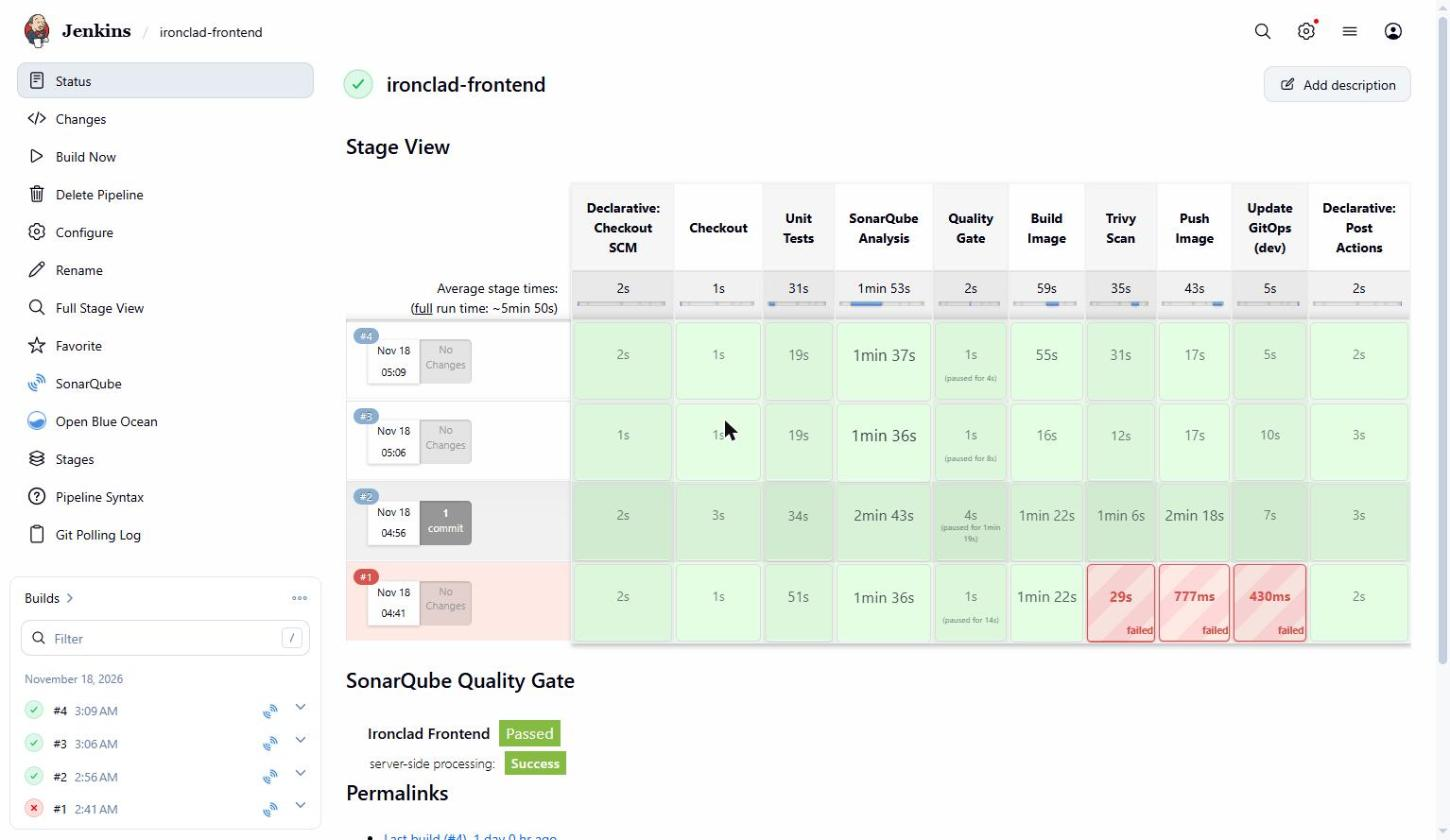 Jenkins / ironclad-frontend
Status
Changes
Build Now
Delete Pipeline
Configure
Rename
Full Stage View
Favorite
SonarQube
Open Blue Ocean
Stages
Pipeline Syntax
Git Polling Log
Builds
Filter /
November 18, 2026
#4 3:09 AM
#3 3:06 AM
#2 2:56 AM
#1 2:41 AM
ironclad-frontend
Add description
Stage View
Declarative: Checkout SCM
Checkout
Unit Tests
SonarQube Analysis
Quality Gate
Build Image
Trivy Scan
Push Image
Update GitOps (dev)
Declarative: Post Actions
Average stage times:
(full run time: ~5min 50s)
2s 1s 31s 1min 53s 2s 59s 35s 43s 5s 2s
#4
Nov 18
05:09
No Changes
2s 1s 19s 1min 37s 1s 55s 31s 17s 5s 2s
(paused for 4s)
#3
Nov 18
05:06
No Changes
1s 1s 19s 1min 36s 1s 16s 12s 17s 10s 3s
(paused for 8s)
#2
Nov 18
04:56
1 commit
2s 3s 34s 2min 43s 4s 1min 22s 1min 6s 2min 18s 7s 3s
(paused for 1min 19s)
#1
Nov 18
04:41
No Changes
2s 1s 51s 1min 36s 1s 1min 22s 29s 777ms 430ms 2s
(paused for 14s)
failed failed failed
SonarQube Quality Gate
Ironclad Frontend Passed
server-side processing: Success
Permalinks
Last build (#4), 1 day 0 hr ago